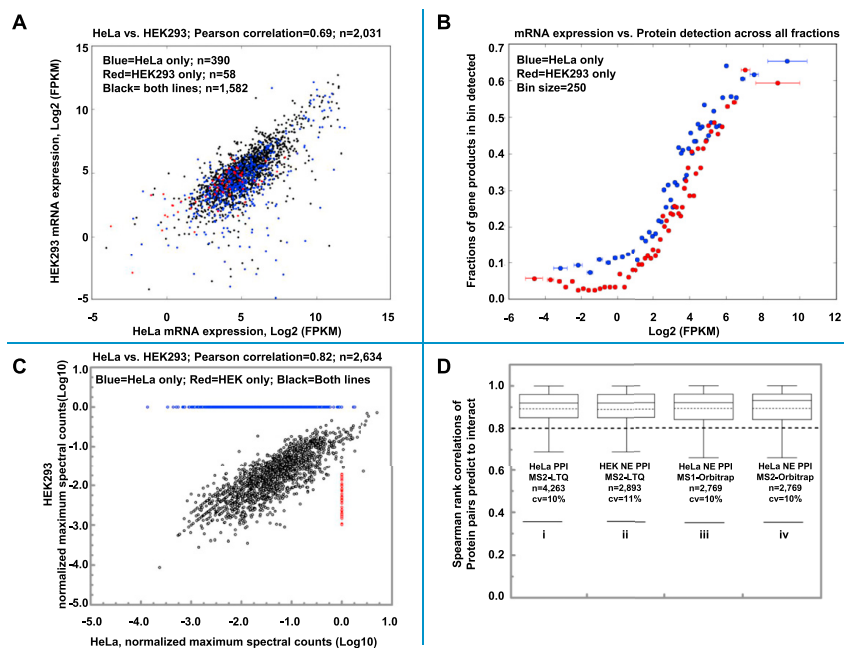 A
HeLa vs. HEK293; Pearson correlation=0.69; n=2,031
Blue=HeLa only; n=390
Red=HEK293 only; n=58
Black= both lines; n=1,582
HEK293 mRNA expression, Log2 (FPKM)
15
10
5
0
-5
-5
0
5
10
15
HeLa mRNA expression, Log2 (FPKM)
B
mRNA expression vs. Protein detection across all fractions
Blue=HeLa only
Red=HEK293 only
Bin size=250
Fractions of gene products in bin detected
0.7
0.6
0.5
0.4
0.3
0.2
0.1
0.0
-6
-4
-2
0
2
4
6
8
10
12
Log2 (FPKM)
C
HeLa vs. HEK293; Pearson correlation=0.82; n=2,634
Blue=HeLa only; Red=HEK only; Black=Both lines
HEK293
normalized maximum spectral counts(Log10)
1.0
0.0
-1.0
-2.0
-3.0
-4.0
-5.0
-5.0
-4.0
-3.0
-2.0
-1.0
0.0
1.0
HeLa, normalized maximum spectral counts (Log10)
D
Spearman rank correlations of
Protein pairs predict to interact
1.0
0.8
0.6
0.4
0.2
0.0
HeLa PPI
MS2-LTQ
n=4,263
cv=10%
i
HEK NE PPI
MS2-LTQ
n=2,893
cv=11%
ii
HeLa NE PPI
MS1-Orbitrap
n=2,769
cv=10%
iii
HeLa NE PPI
MS2-Orbitrap
n=2,769
cv=10%
iv